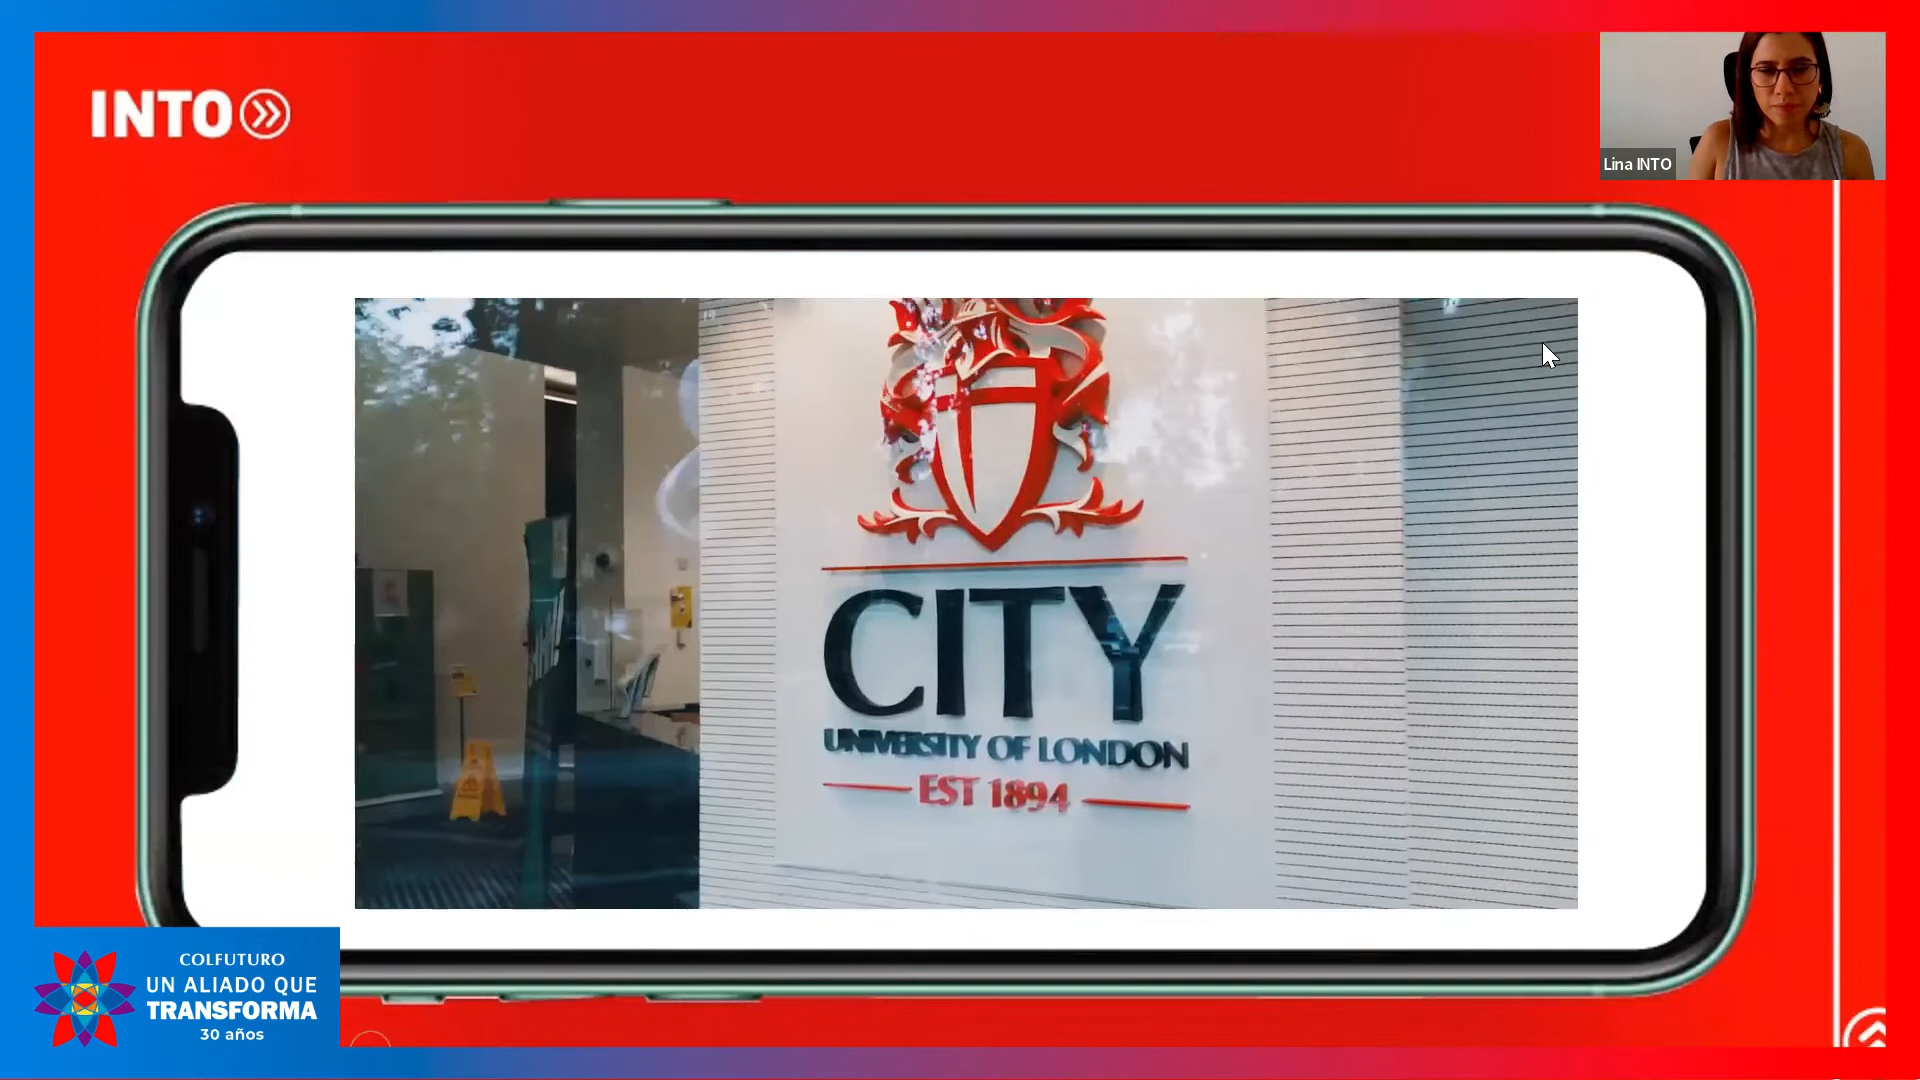 INTO
Lina INTO
CITY
UNIVERSITY OF LONDON
EST 1894
COLFUTURO
UN ALIADO QUE
TRANSFORMA
30 años